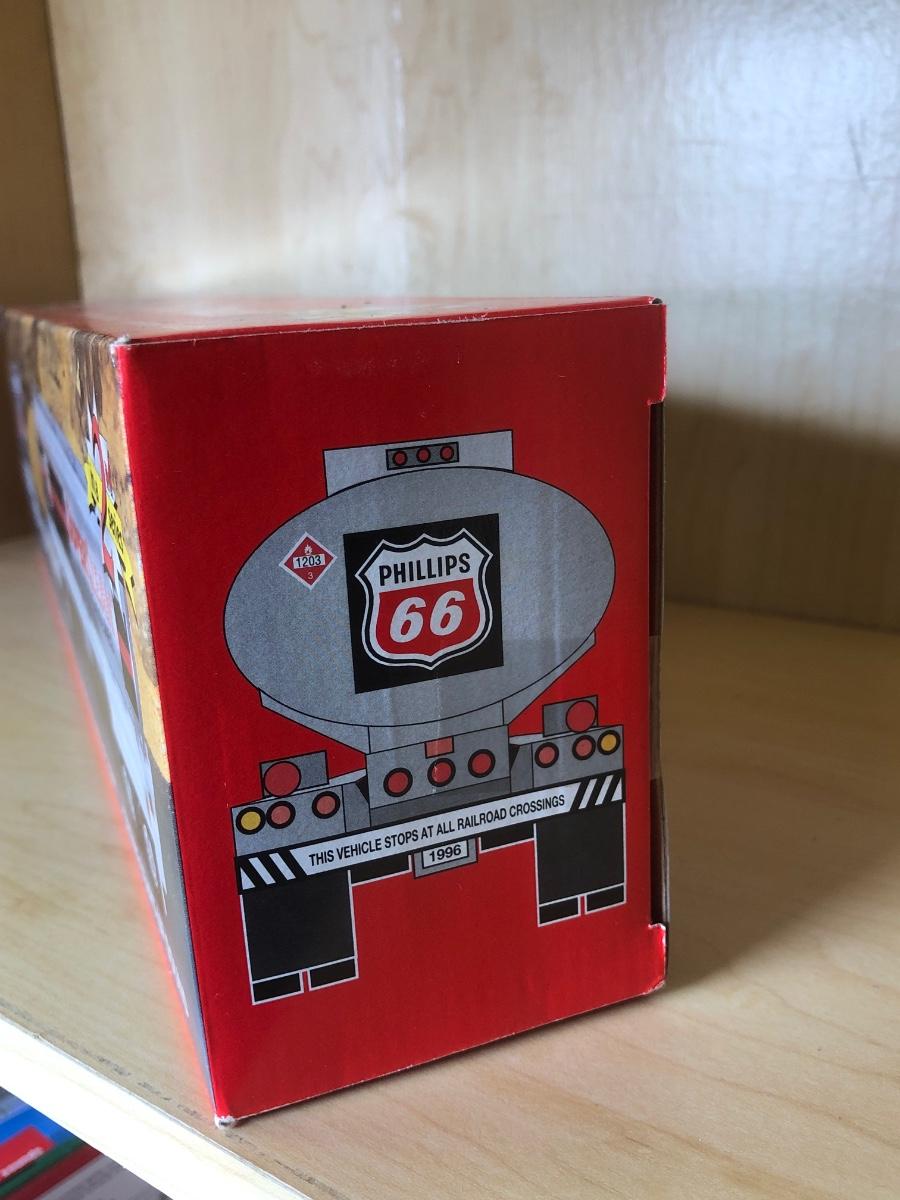 1203
3
PHILLIPS
66
THIS VEHICLE STOPS AT ALL RAILROAD CROSSINGS
1996